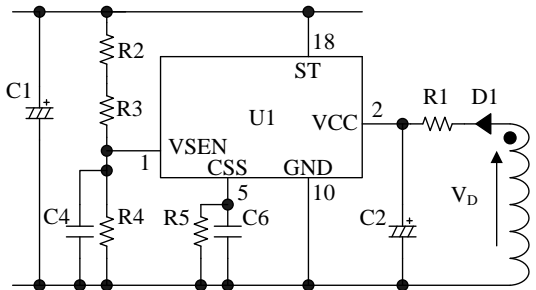 R2
18
ST
C1
R3
U1
R1
D1
VCC
2
VSEN
1
CSS
GND
V_D
5
10
C4
R4
R5
C6
C2